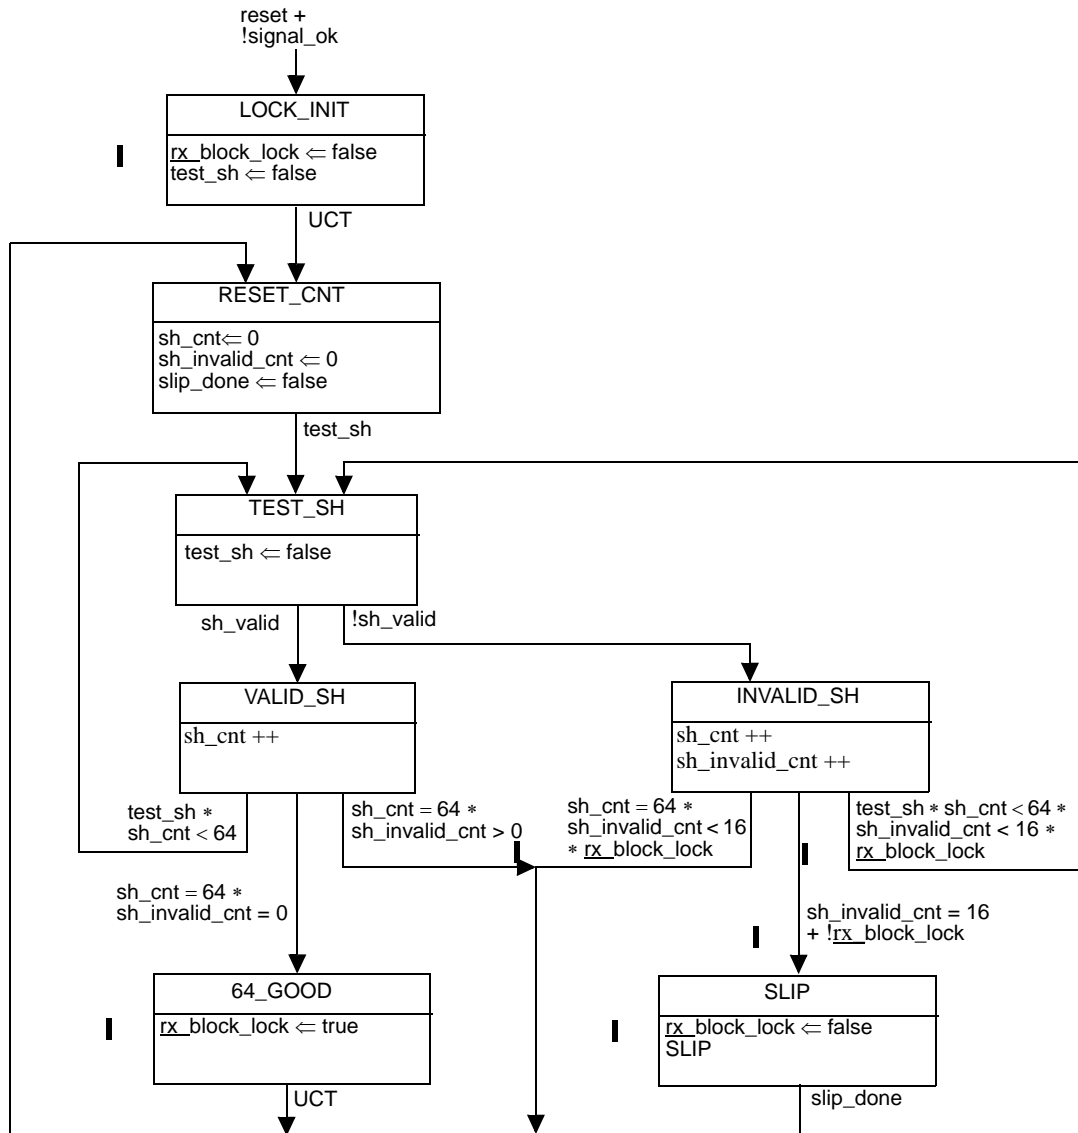 reset +
!signal_ok
LOCK_INIT
rx_block_lock ⇐ false
test_sh ⇐ false
UCT
RESET_CNT
sh_cnt⇐ 0
sh_invalid_cnt ⇐ 0
slip_done ⇐ false
test_sh
TEST_SH
test_sh ⇐ false
sh_valid
!sh_valid
VALID_SH
sh_cnt ++
INVALID_SH
sh_cnt ++
sh_invalid_cnt ++
test_sh *
sh_cnt < 64
sh_cnt = 64 *
sh_invalid_cnt > 0
sh_cnt = 64 *
sh_invalid_cnt < 16
* rx_block_lock
test_sh * sh_cnt < 64 *
sh_invalid_cnt < 16 *
rx_block_lock
sh_cnt = 64 *
sh_invalid_cnt = 0
sh_invalid_cnt = 16
+ !rx_block_lock
64_GOOD
rx_block_lock ⇐ true
UCT
SLIP
rx_block_lock ⇐ false
SLIP
slip_done